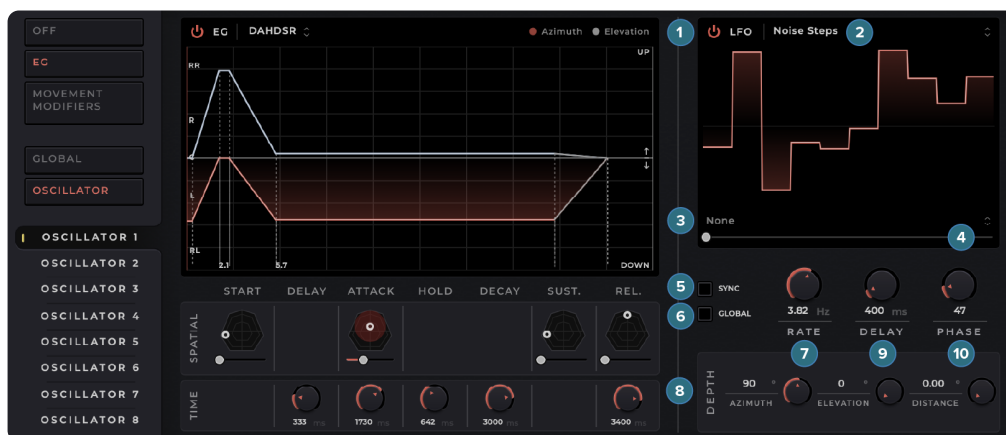 OFF
EG
MOVEMENT
MODIFIERS
GLOBAL
OSCILLATOR
OSCILLATOR 1
OSCILLATOR 2
OSCILLATOR 3
OSCILLATOR 4
OSCILLATOR 5
OSCILLATOR 6
OSCILLATOR 7
OSCILLATOR 8
EG DAHDSR Azimuth Elevation
UP
RR
R
C
L
RL
2.1 5.7 DOWN
START DELAY ATTACK HOLD DECAY SUST. REL.
SPATIAL
TIME
333 ms 1730 ms 642 ms 3000 ms 3400 ms
1 LFO Noise Steps 2
3 None 4
5 SYNC
6 GLOBAL
3.82 Hz 400 ms 47
RATE DELAY PHASE
7 9 10
8
DEPTH
90 ° 0 ° 0.00 °
AZIMUTH ELEVATION DISTANCE